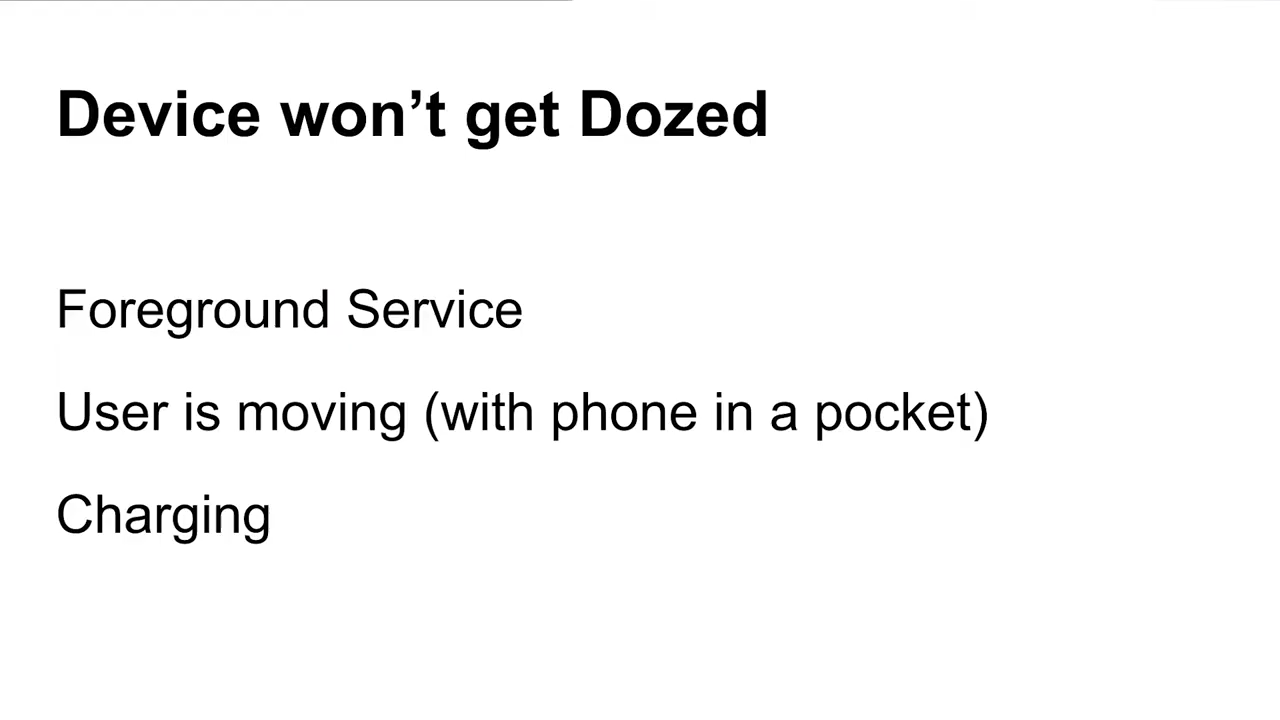 Device won’t get Dozed
Foreground Service
User is moving (with phone in a pocket)
Charging